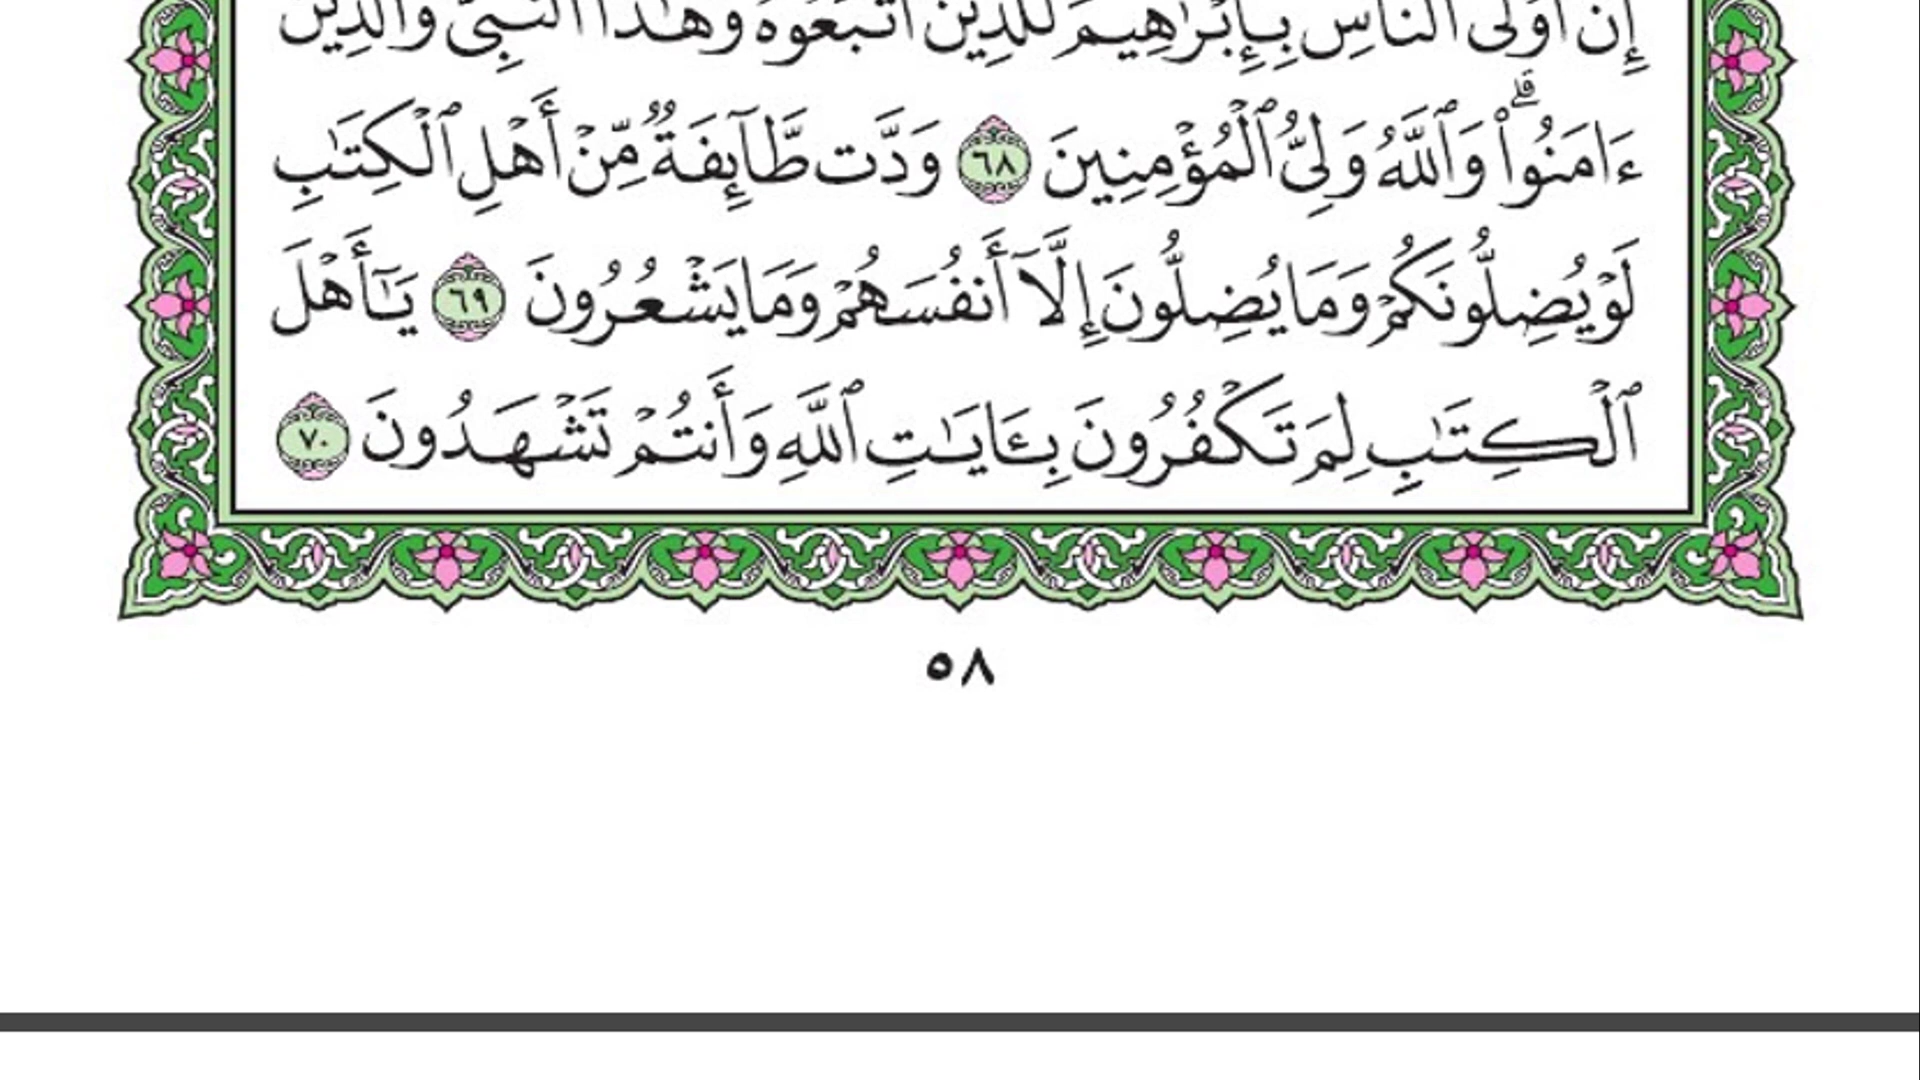 إِنَّ أَوْلَى ٱلنَّاسِ بِإِبْرَٰهِيمَ لَلَّذِينَ ٱتَّبَعُوهُ وَهَٰذَا ٱلنَّبِىُّ وَٱلَّذِينَ
ءَامَنُوا۟ ۗ وَٱللَّهُ وَلِىُّ ٱلْمُؤْمِنِينَ ٦٨ وَدَّت طَّآئِفَةٌ مِّنْ أَهْلِ ٱلْكِتَٰبِ
لَوْ يُضِلُّونَكُمْ وَمَا يُضِلُّونَ إِلَّآ أَنفُسَهُمْ وَمَا يَشْعُرُونَ ٦٩ يَٰٓأَهْلَ
ٱلْكِتَٰبِ لِمَ تَكْفُرُونَ بِـَٔايَٰتِ ٱللَّهِ وَأَنتُمْ تَشْهَدُونَ ٧٠
٥٨